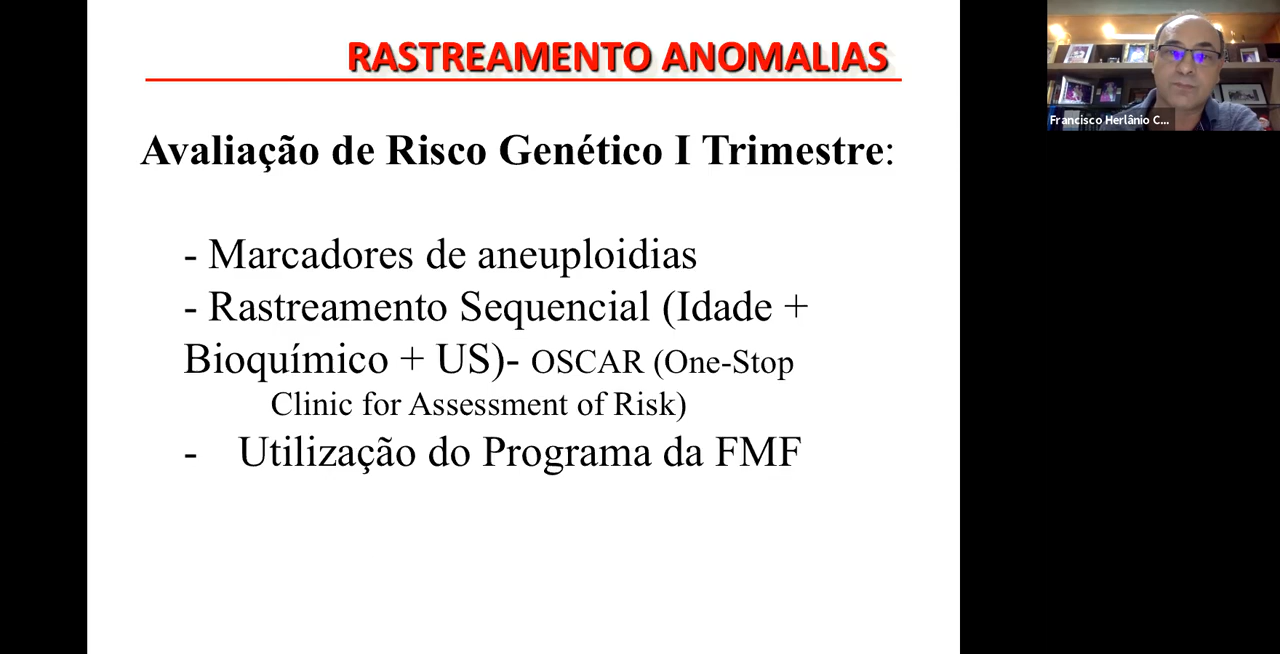 RASTREAMENTO ANOMALIAS
Avaliação de Risco Genético I Trimestre:
- Marcadores de aneuploidias
- Rastreamento Sequencial (Idade +
Bioquímico + US)- OSCAR (One-Stop
Clinic for Assessment of Risk)
- Utilização do Programa da FMF
Francisco Herlânio C...